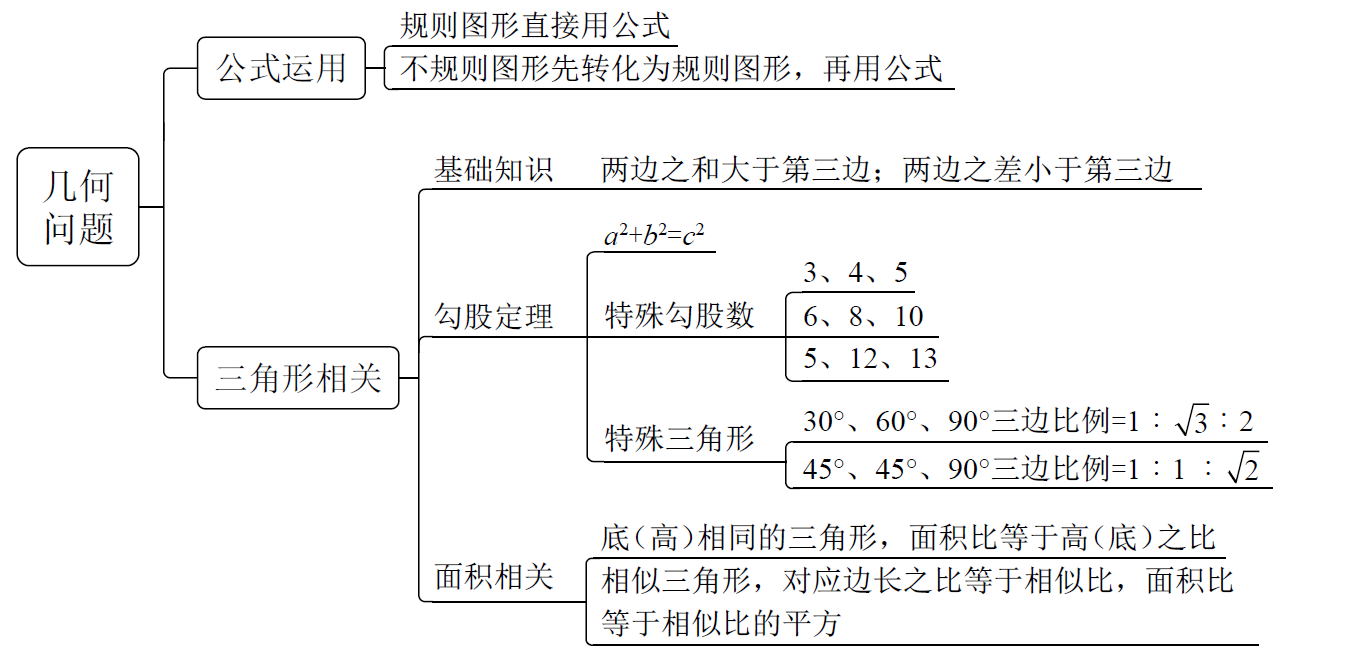 几何
问题
公式运用
规则图形直接用公式
不规则图形先转化为规则图形，再用公式
三角形相关
基础知识 两边之和大于第三边；两边之差小于第三边
勾股定理
a²+b²=c²
特殊勾股数
3、4、5
6、8、10
5、12、13
特殊三角形
30°、60°、90°三边比例=1∶√3∶2
45°、45°、90°三边比例=1∶1∶√2
面积相关
底(高)相同的三角形，面积比等于高(底)之比
相似三角形，对应边长之比等于相似比，面积比
等于相似比的平方